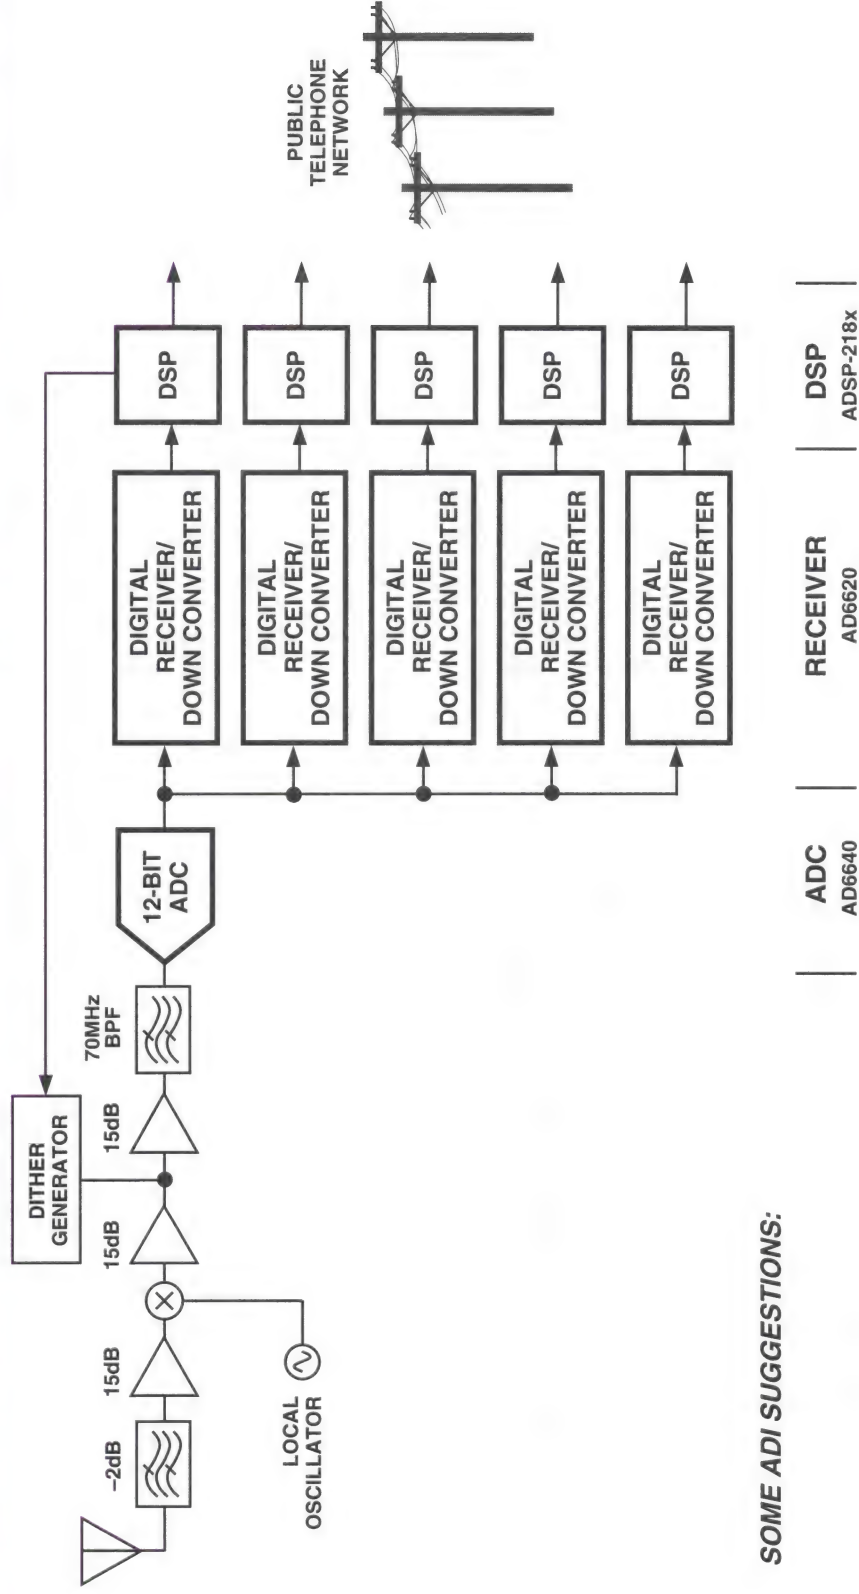 –2dB
15dB
LOCAL
OSCILLATOR
15dB
DITHER
GENERATOR
15dB
70MHz
BPF
12-BIT
ADC
DIGITAL
RECEIVER/
DOWN CONVERTER
DSP
DIGITAL
RECEIVER/
DOWN CONVERTER
DSP
DIGITAL
RECEIVER/
DOWN CONVERTER
DSP
DIGITAL
RECEIVER/
DOWN CONVERTER
DSP
DIGITAL
RECEIVER/
DOWN CONVERTER
DSP
PUBLIC
TELEPHONE
NETWORK
SOME ADI SUGGESTIONS:
ADC
AD6640
RECEIVER
AD6620
DSP
ADSP-218x